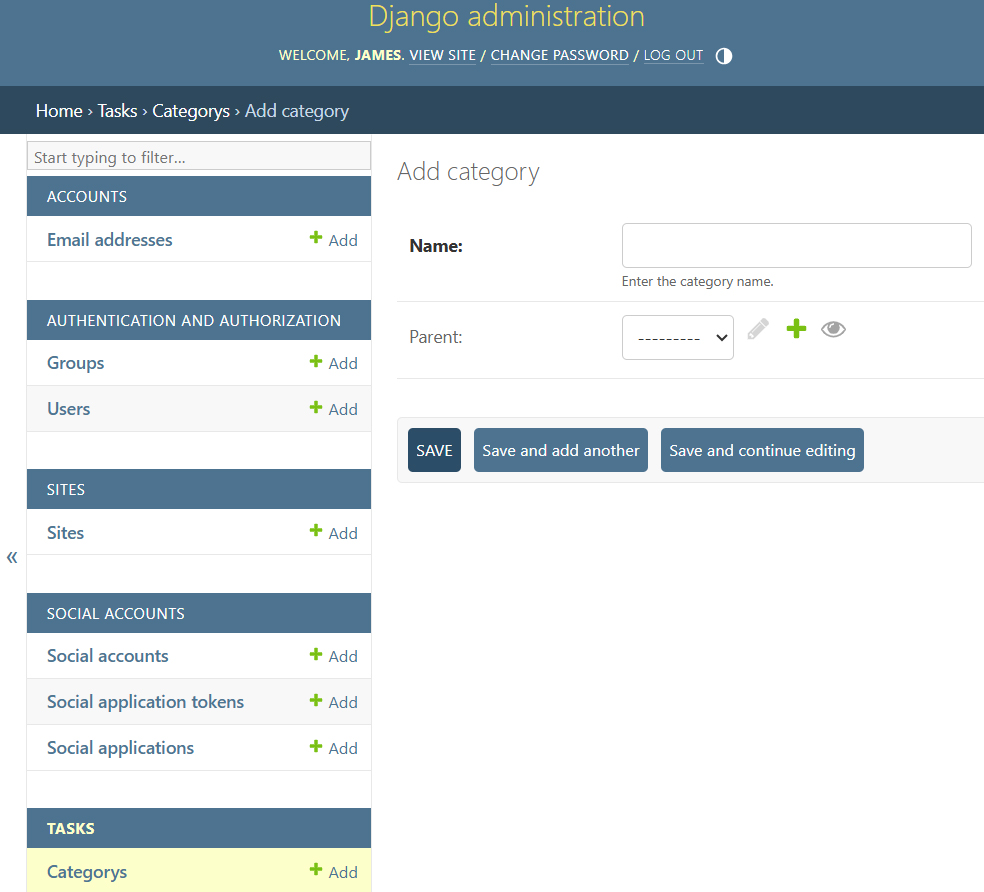 Django administration
WELCOME, JAMES. VIEW SITE / CHANGE PASSWORD / LOG OUT
Home › Tasks › Categorys › Add category
Start typing to filter...
ACCOUNTS
Email addresses Add
AUTHENTICATION AND AUTHORIZATION
Groups Add
Users Add
SITES
Sites Add
«
SOCIAL ACCOUNTS
Social accounts Add
Social application tokens Add
Social applications Add
TASKS
Categorys Add
Add category
Name:
Enter the category name.
Parent: ---------
SAVE Save and add another Save and continue editing